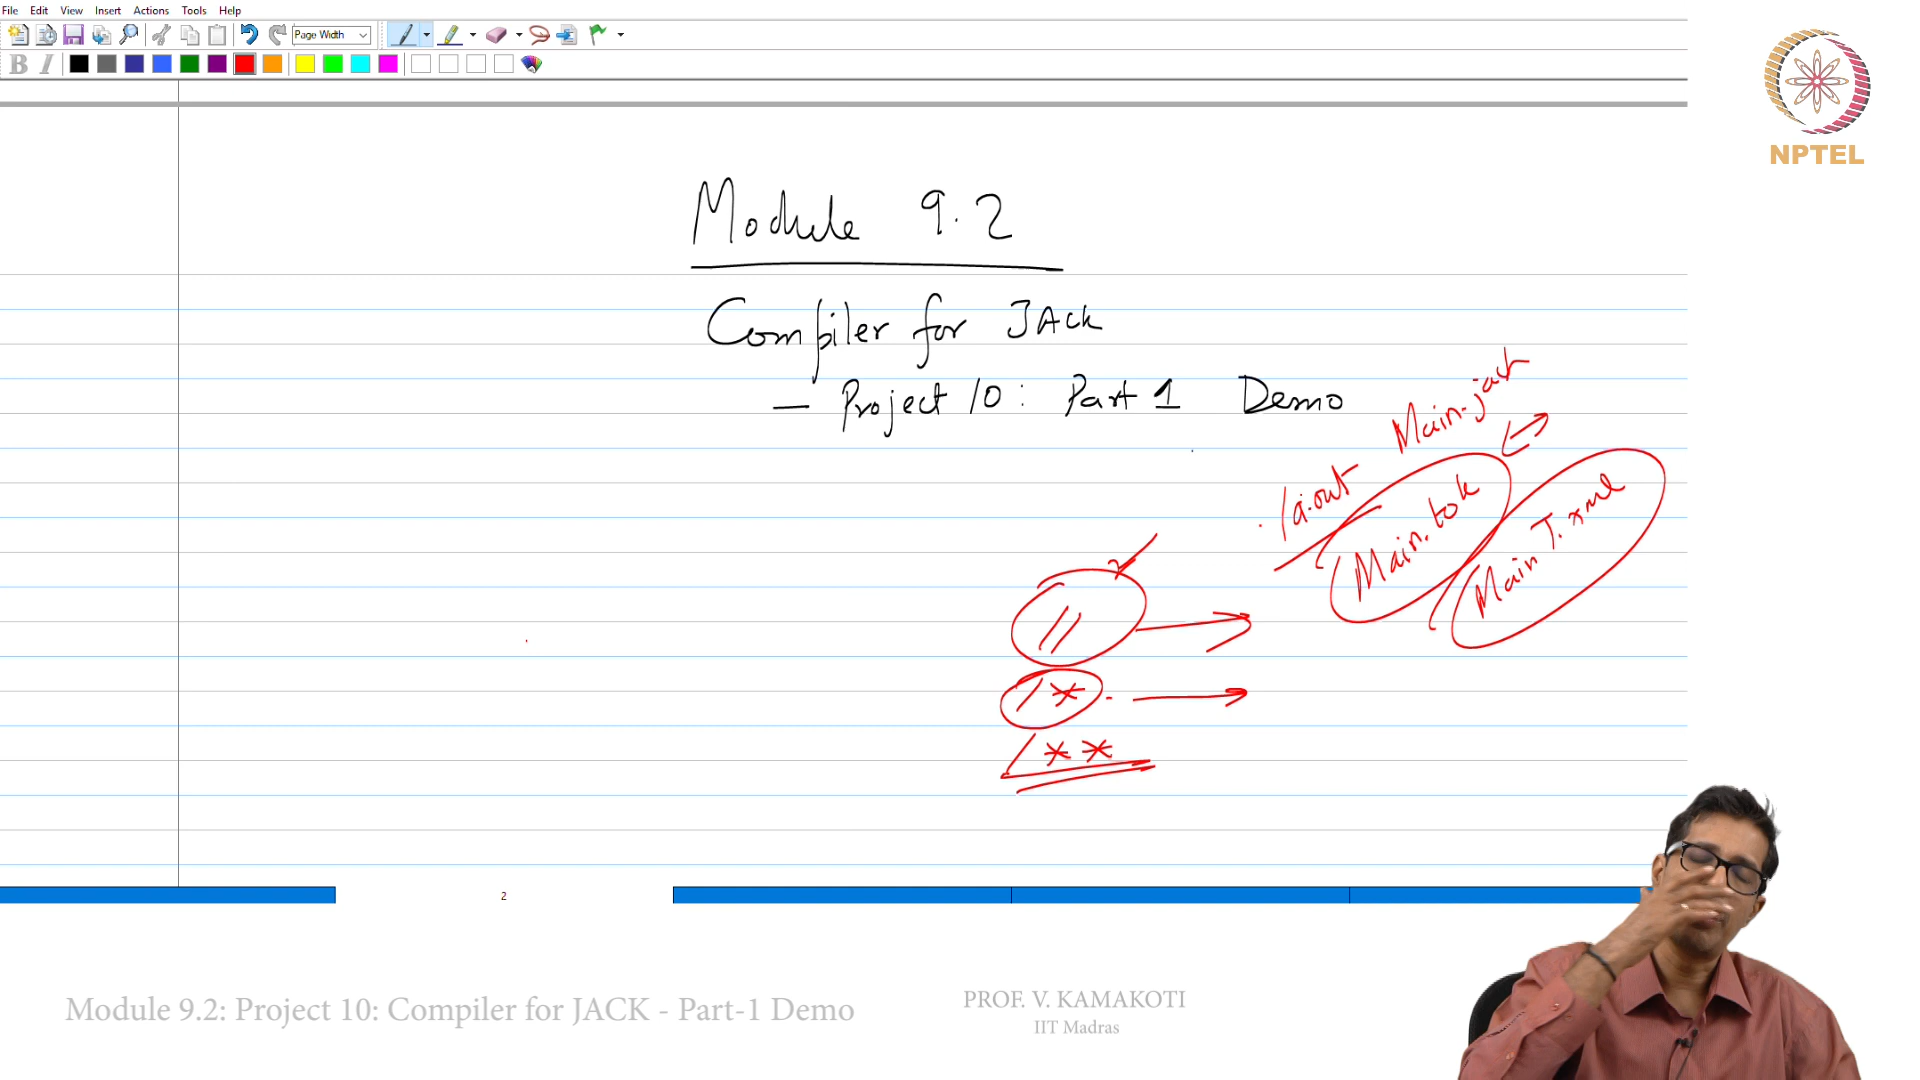 File Edit View Insert Actions Tools Help
Page Width
B I
NPTEL
Module 9.2
Compiler for JAck
— Project 10: Part 1 Demo
Main.jack
./a.out
Main.tok
MainT.xml
//
/*
/**
2
Module 9.2: Project 10: Compiler for JACK - Part-1 Demo
PROF. V. KAMAKOTI
IIT Madras